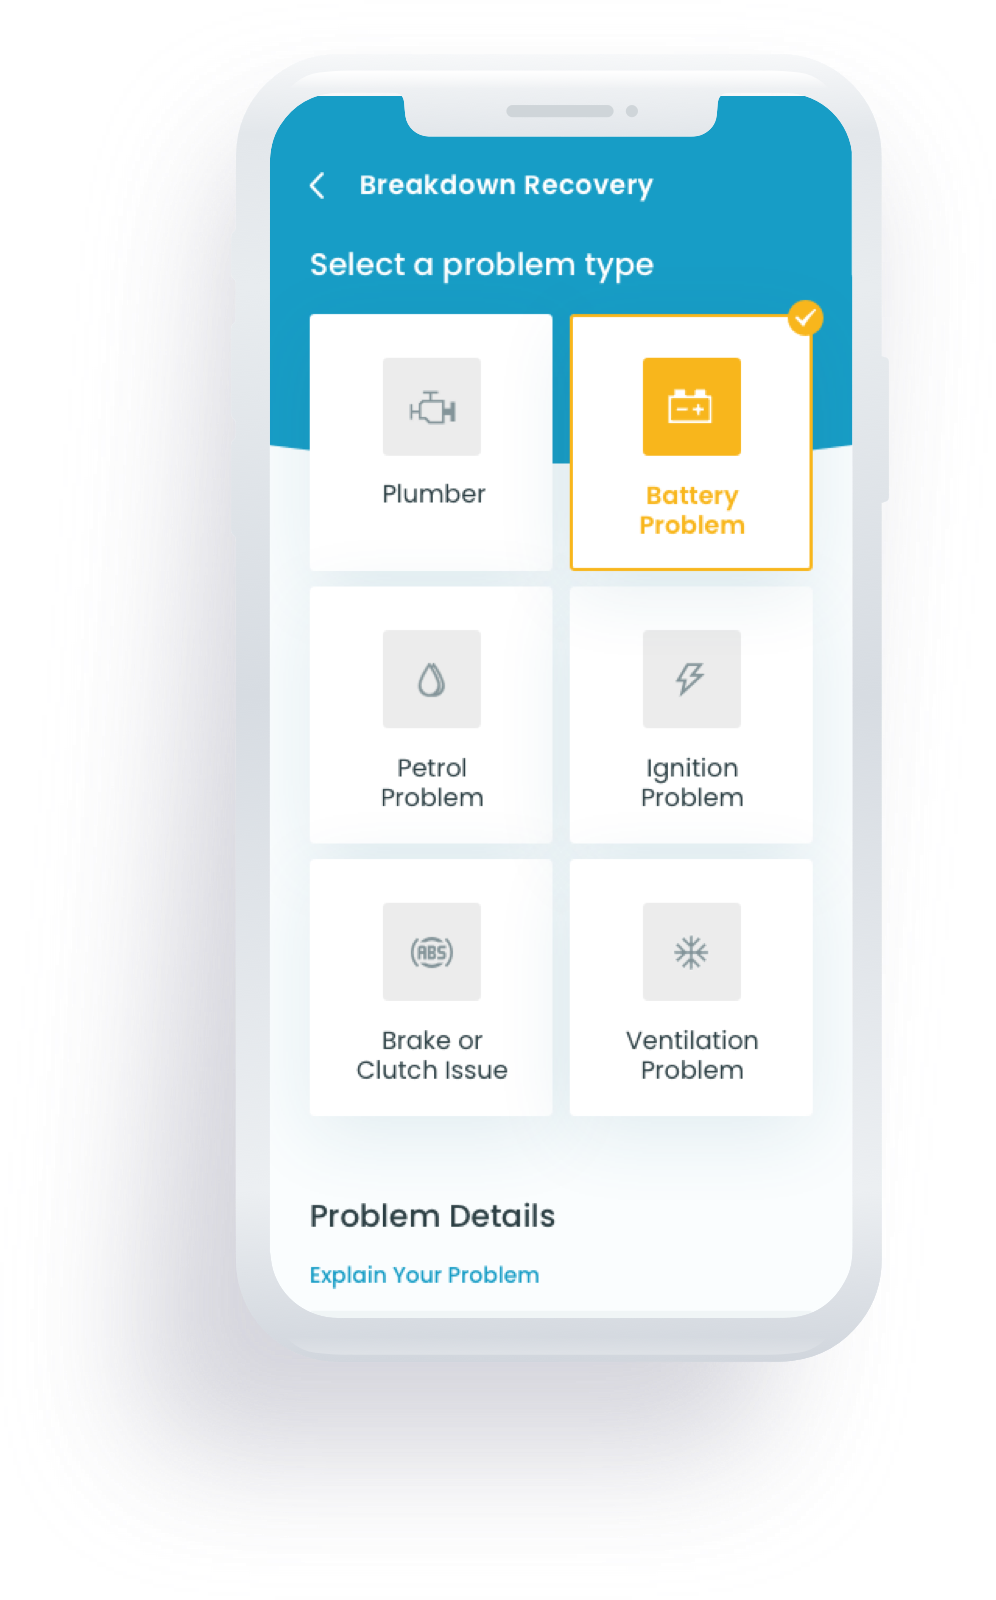 Breakdown Recovery
Select a problem type
Plumber
Battery
Problem
Petrol
Problem
Ignition
Problem
ABS
Brake or
Clutch Issue
Ventilation
Problem
Problem Details
Explain Your Problem